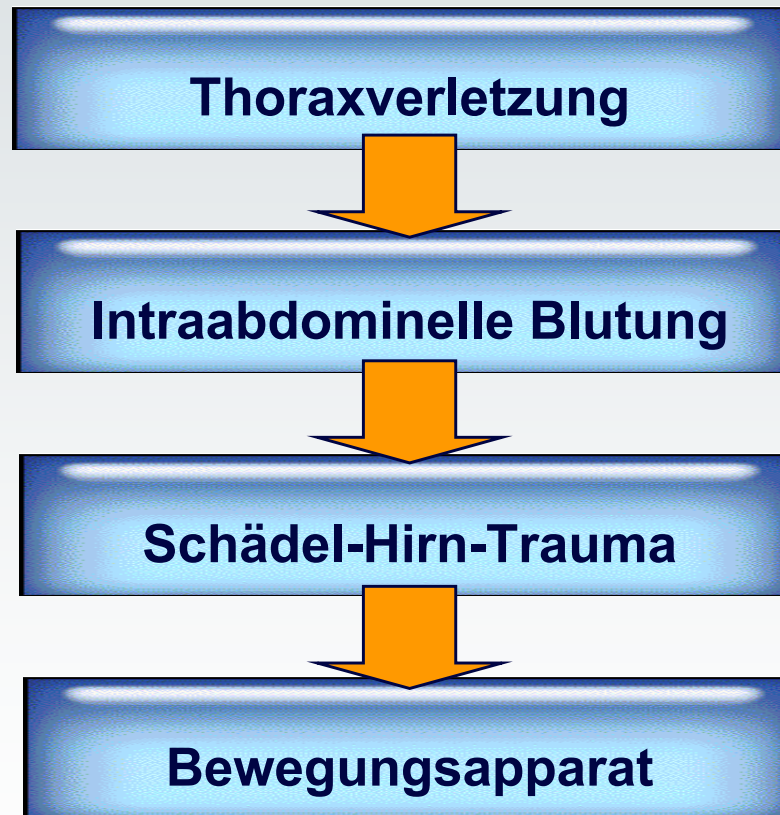 Thoraxverletzung
Intraabdominelle Blutung
Schädel-Hirn-Trauma
Bewegungsapparat